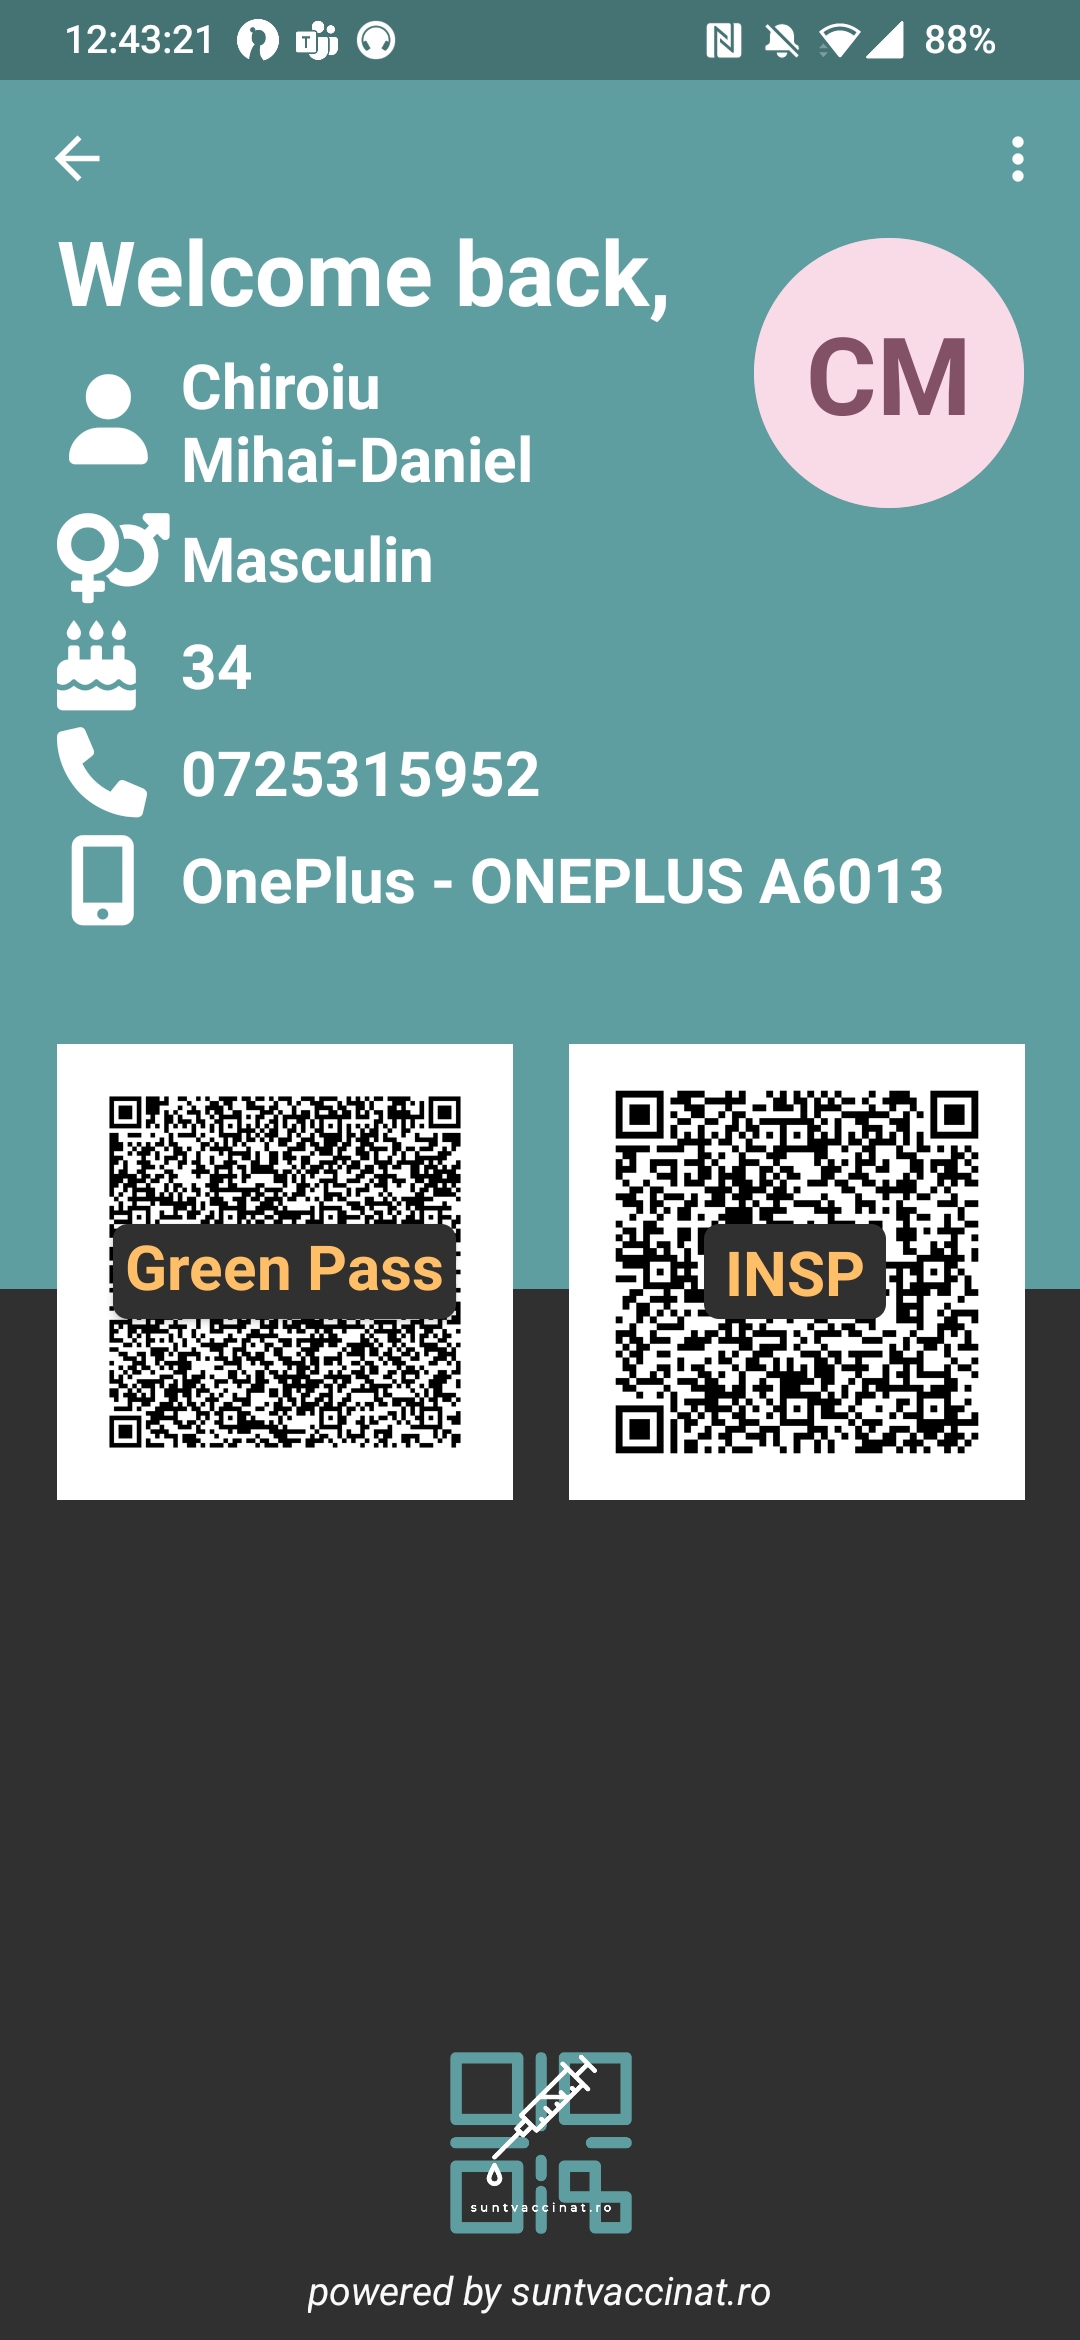 12:43:21 88%
Welcome back,
CM
Chiroiu
Mihai-Daniel
Masculin
34
0725315952
OnePlus - ONEPLUS A6013
Green Pass
INSP
suntvaccinat.ro
powered by suntvaccinat.ro